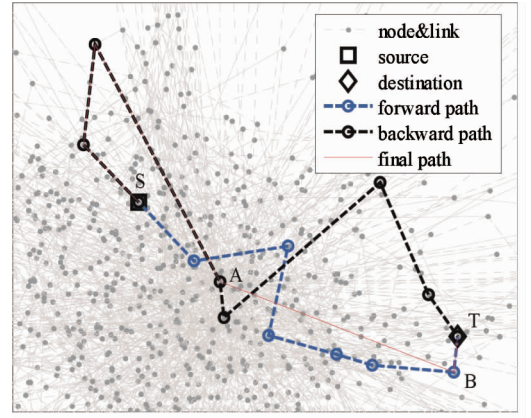 node&link
source
destination
forward path
backward path
final path
S
A
T
B